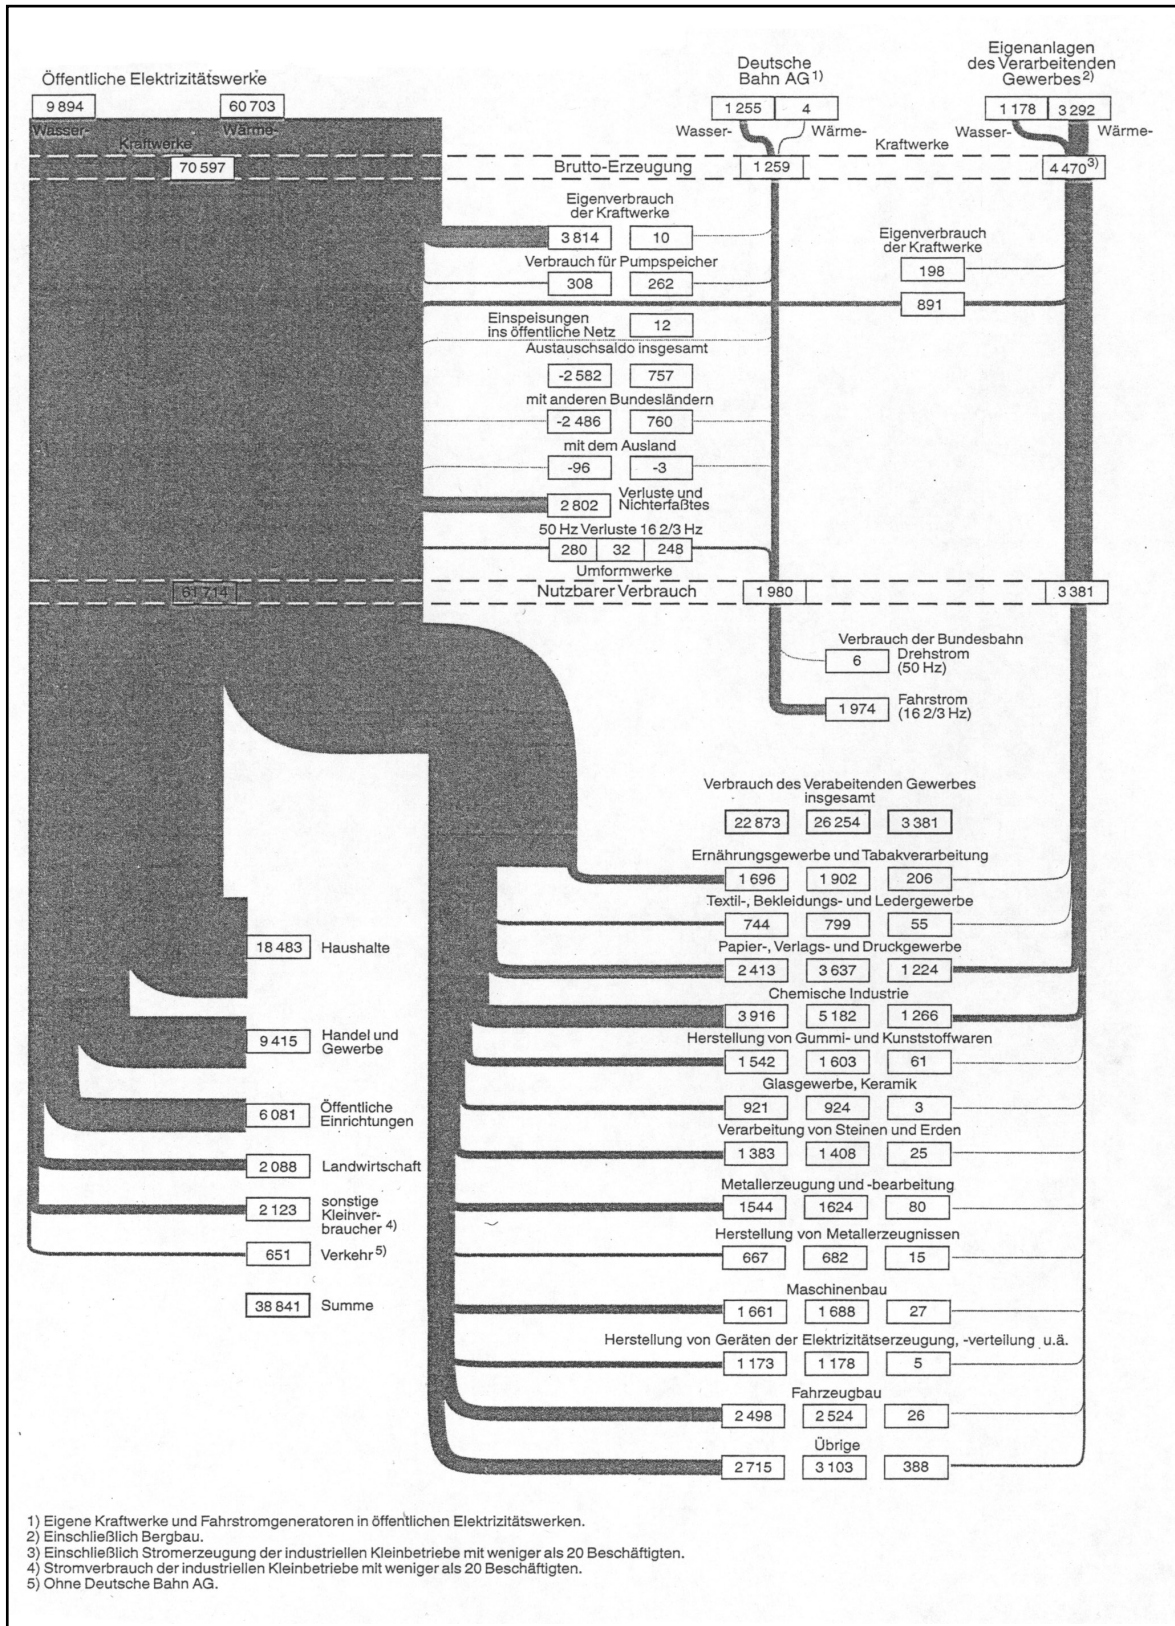 Öffentliche Elektrizitätswerke
9 894
60 703
Wasser-
Wärme-
Kraftwerke
Deutsche
Bahn AG 1)
1 255
4
Wasser-
Wärme-
Eigenanlagen
des Verarbeitenden
Gewerbes 2)
1 178
3 292
Wasser-
Wärme-
Kraftwerke
70 597
Brutto-Erzeugung
1 259
4 470 3)
Eigenverbrauch
der Kraftwerke
3 814
10
Eigenverbrauch
der Kraftwerke
198
Verbrauch für Pumpspeicher
308
262
891
Einspeisungen
ins öffentliche Netz
12
Austauschsaldo insgesamt
-2 582
757
mit anderen Bundesländern
-2 486
760
mit dem Ausland
-96
-3
2 802
Verluste und
Nichterfaßtes
50 Hz Verluste 16 2/3 Hz
280
32
248
Umformwerke
61 714
Nutzbarer Verbrauch
1 980
3 381
Verbrauch der Bundesbahn
6
Drehstrom
(50 Hz)
1 974
Fahrstrom
(16 2/3 Hz)
Verbrauch des Verabeitenden Gewerbes
insgesamt
22 873
26 254
3 381
Ernährungsgewerbe und Tabakverarbeitung
1 696
1 902
206
Textil-, Bekleidungs- und Ledergewerbe
744
799
55
Papier-, Verlags- und Druckgewerbe
2 413
3 637
1 224
Chemische Industrie
3 916
5 182
1 266
Herstellung von Gummi- und Kunststoffwaren
1 542
1 603
61
Glasgewerbe, Keramik
921
924
3
Verarbeitung von Steinen und Erden
1 383
1 408
25
Metallerzeugung und -bearbeitung
1544
1624
80
Herstellung von Metallerzeugnissen
667
682
15
Maschinenbau
1 661
1 688
27
Herstellung von Geräten der Elektrizitätserzeugung, -verteilung u.ä.
1 173
1 178
5
Fahrzeugbau
2 498
2 524
26
Übrige
2 715
3 103
388
18 483
Haushalte
9 415
Handel und
Gewerbe
6 081
Öffentliche
Einrichtungen
2 088
Landwirtschaft
2 123
sonstige
Kleinver-
braucher 4)
651
Verkehr 5)
38 841
Summe
1) Eigene Kraftwerke und Fahrstromgeneratoren in öffentlichen Elektrizitätswerken.
2) Einschließlich Bergbau.
3) Einschließlich Stromerzeugung der industriellen Kleinbetriebe mit weniger als 20 Beschäftigten.
4) Stromverbrauch der industriellen Kleinbetriebe mit weniger als 20 Beschäftigten.
5) Ohne Deutsche Bahn AG.